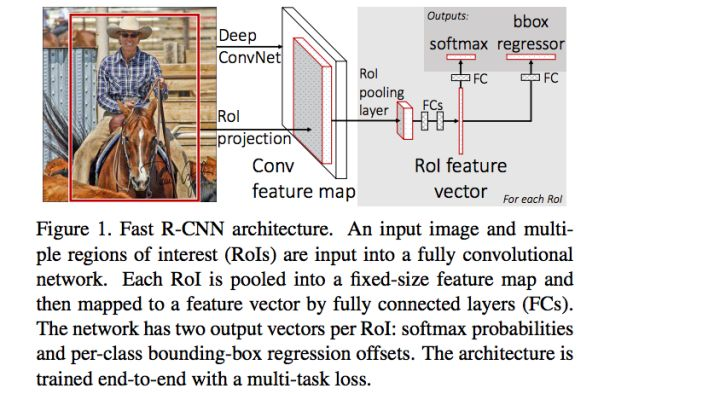 Outputs:
bbox
softmax regressor
Deep
ConvNet
FC
FC
RoI
pooling
layer
FCs
RoI
projection
Conv
feature map
RoI feature
vector
For each RoI
Figure 1. Fast R-CNN architecture. An input image and multi-
ple regions of interest (RoIs) are input into a fully convolutional
network. Each RoI is pooled into a fixed-size feature map and
then mapped to a feature vector by fully connected layers (FCs).
The network has two output vectors per RoI: softmax probabilities
and per-class bounding-box regression offsets. The architecture is
trained end-to-end with a multi-task loss.